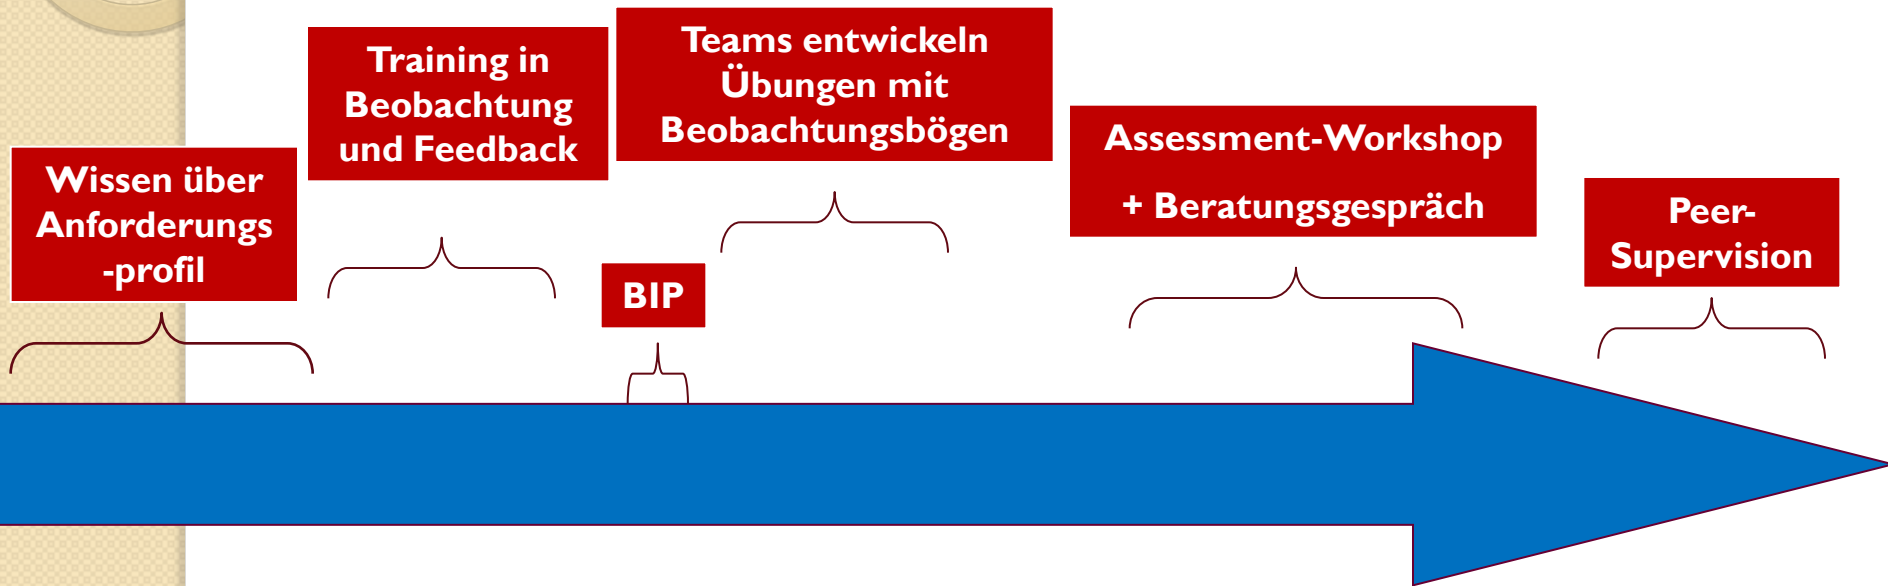 Wissen über
Anforderungs
-profil
Training in
Beobachtung
und Feedback
BIP
Teams entwickeln
Übungen mit
Beobachtungsbögen
Assessment-Workshop
+ Beratungsgespräch
Peer-
Supervision